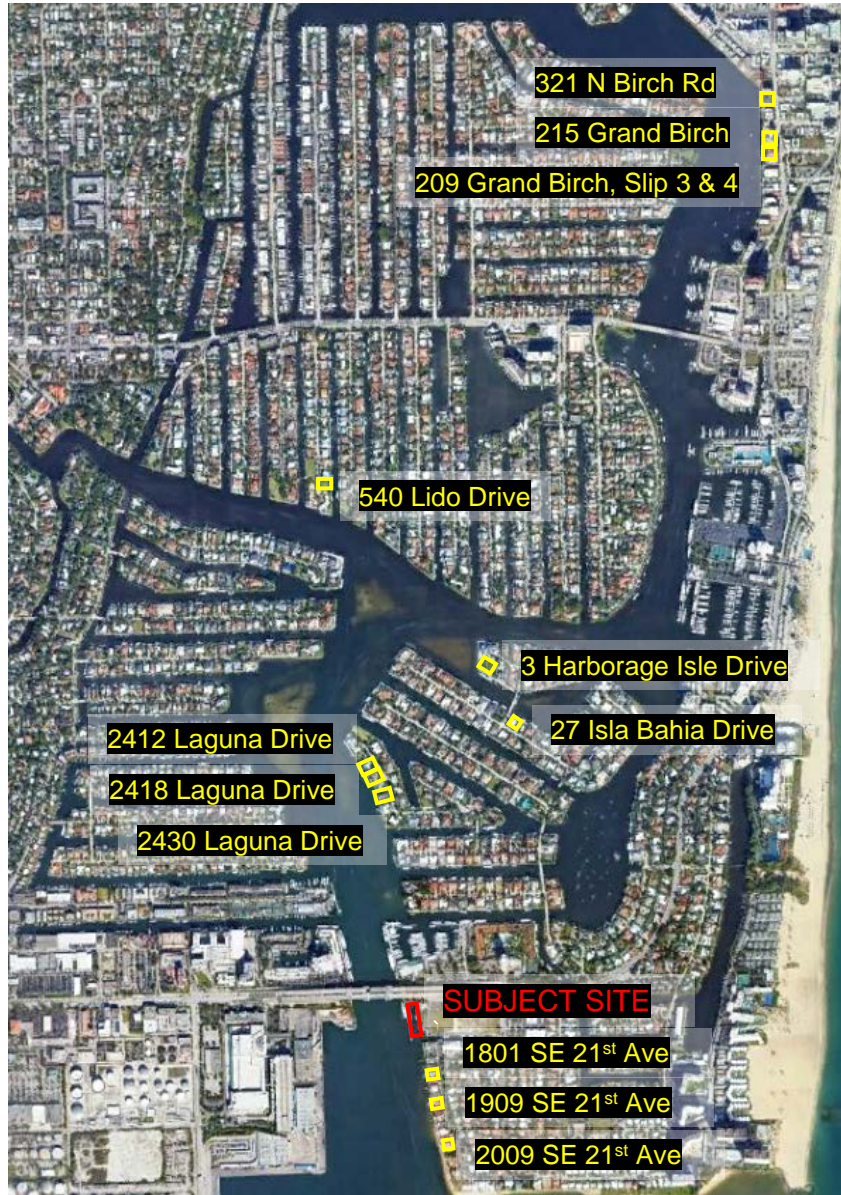 321 N Birch Rd
215 Grand Birch
209 Grand Birch, Slip 3 & 4
540 Lido Drive
3 Harborage Isle Drive
27 Isla Bahia Drive
2412 Laguna Drive
2418 Laguna Drive
2430 Laguna Drive
SUBJECT SITE
1801 SE 21st Ave
1909 SE 21st Ave
2009 SE 21st Ave